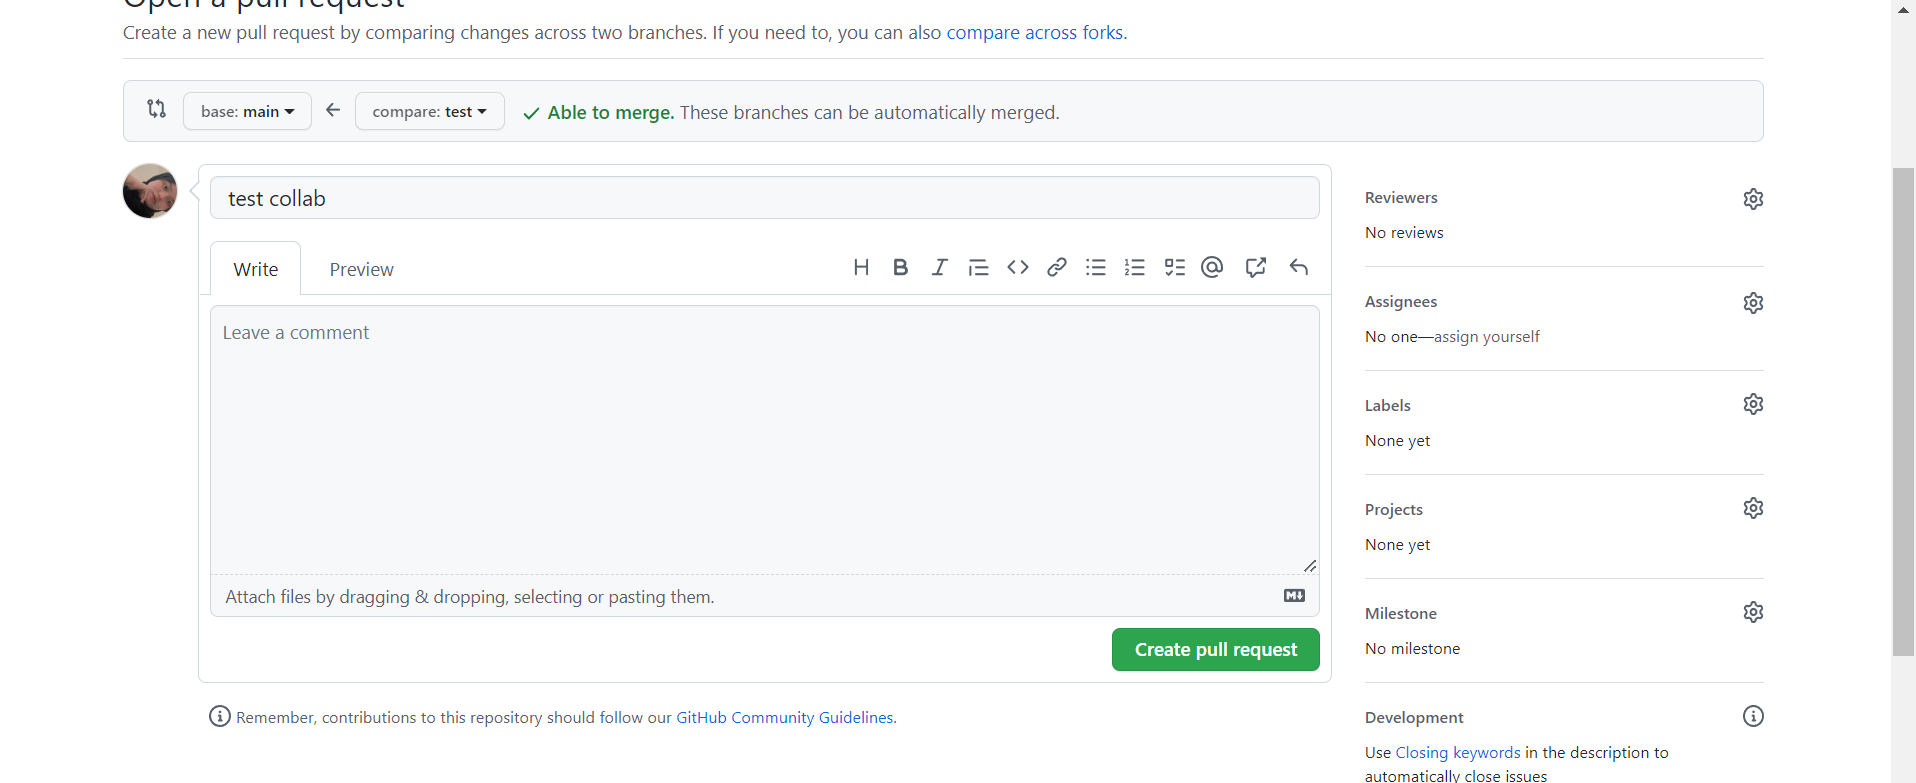 Open a pull request
Create a new pull request by comparing changes across two branches. If you need to, you can also compare across forks.
base: main
compare: test
Able to merge. These branches can be automatically merged.
test collab
Write
Preview
Leave a comment
Attach files by dragging & dropping, selecting or pasting them.
Create pull request
Remember, contributions to this repository should follow our GitHub Community Guidelines.
Reviewers
No reviews
Assignees
No one—assign yourself
Labels
None yet
Projects
None yet
Milestone
No milestone
Development
Use Closing keywords in the description to
automatically close issues